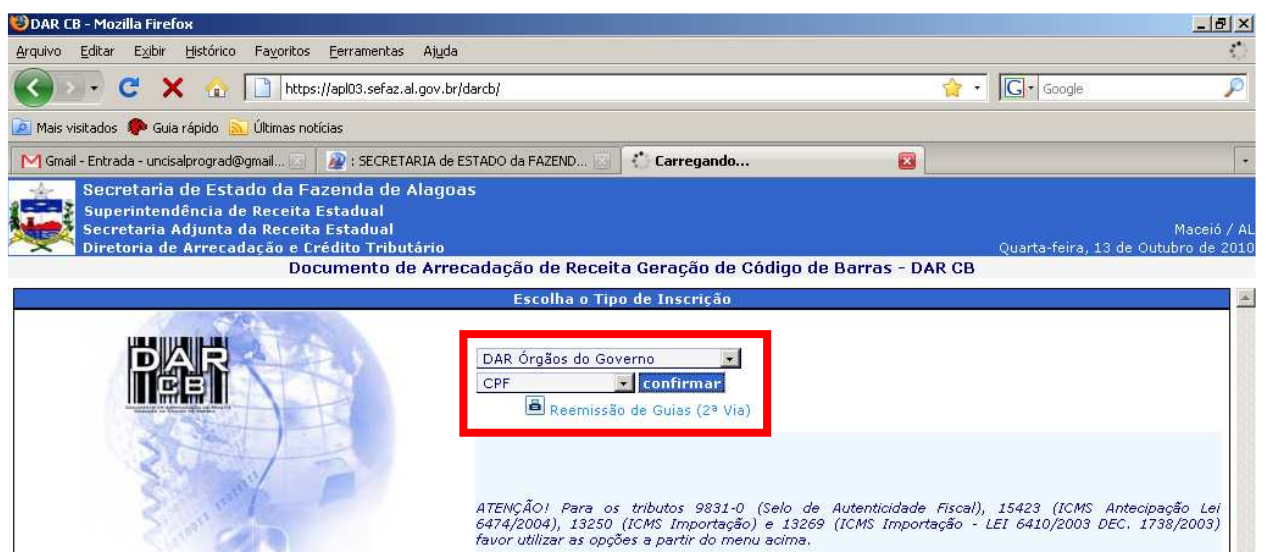 DAR CB - Mozilla Firefox
Arquivo Editar Exibir Histórico Favoritos Ferramentas Ajuda
https://apl03.sefaz.al.gov.br/darcb/
Google
Mais visitados Guia rápido Últimas notícias
Gmail - Entrada - uncisalprograd@gmail... : SECRETARIA de ESTADO da FAZEND... Carregando...
Secretaria de Estado da Fazenda de Alagoas
Superintendência de Receita Estadual
Secretaria Adjunta da Receita Estadual
Maceió / AL
Diretoria de Arrecadação e Crédito Tributário
Quarta-feira, 13 de Outubro de 2010
Documento de Arrecadação de Receita Geração de Código de Barras - DAR CB
Escolha o Tipo de Inscrição
DAR
CB
DAR Órgãos do Governo
CPF confirmar
Reemissão de Guias (2ª Via)
ATENÇÃO! Para os tributos 9831-0 (Selo de Autenticidade Fiscal), 15423 (ICMS Antecipação Lei
6474/2004), 13250 (ICMS Importação) e 13269 (ICMS Importação - LEI 6410/2003 DEC. 1738/2003)
favor utilizar as opções a partir do menu acima.